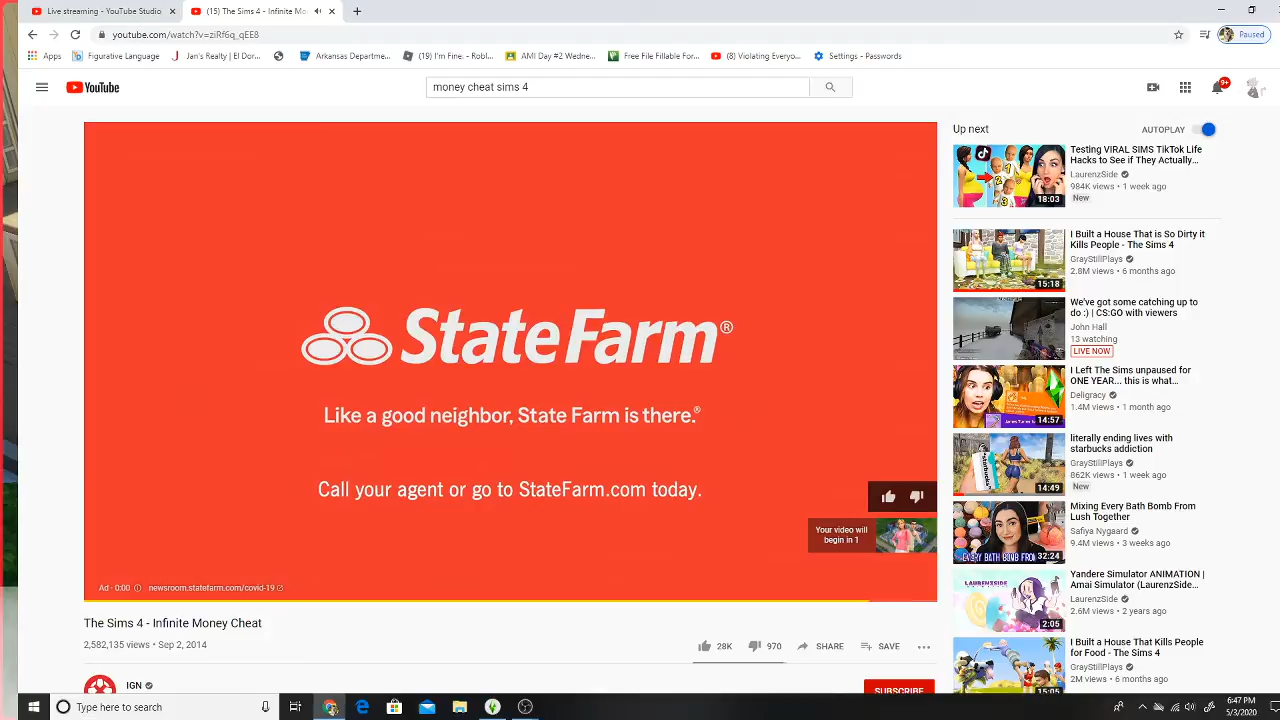 Live streaming - YouTube Studio
(15) The Sims 4 - Infinite Mo
Paused
youtube.com/watch?v=ziRf6q_qEE8
Apps
Figurative Language
Jan's Realty | El Dor...
Arkansas Departme...
(19) I'm Fine. - Robl...
AMI Day #2 Wedne...
Free File Fillable For...
(8) Violating Everyo...
Settings - Passwords
YouTube
money cheat sims 4
9+
StateFarm®
Like a good neighbor, State Farm is there.®
Call your agent or go to StateFarm.com today.
Your video will
begin in 1
Ad · 0:00
newsroom.statefarm.com/covid-19
The Sims 4 - Infinite Money Cheat
2,582,135 views • Sep 2, 2014
28K
970
SHARE
SAVE
IGN
SUBSCRIBE
Up next
AUTOPLAY
Testing VIRAL SIMS TikTok Life
Hacks to See if They Actually...
LaurenzSide
984K views • 1 week ago
New
18:03
I Built a House That is So Dirty it
Kills People - The Sims 4
GrayStillPlays
2.8M views • 6 months ago
15:18
We've got some catching up to
do :) | CS:GO with viewers
John Hall
13 watching
LIVE NOW
I Left The Sims unpaused for
ONE YEAR... this is what...
Deligracy
1.4M views • 1 month ago
14:57
literally ending lives with
starbucks addiction
GrayStillPlays
862K views • 1 week ago
New
14:49
Mixing Every Bath Bomb From
Lush Together
Safiya Nygaard
9.4M views • 3 weeks ago
EVERY BATH BOMB FROM
32:24
Yandere Simulator ANIMATION |
Amai Simulator (LaurenzSide...
LaurenzSide
2.6M views • 2 years ago
LAURENZSIDE
2:05
I Built a House That Kills People
for Food - The Sims 4
GrayStillPlays
2M views • 6 months ago
15:05
Type here to search
6:47 PM
5/3/2020